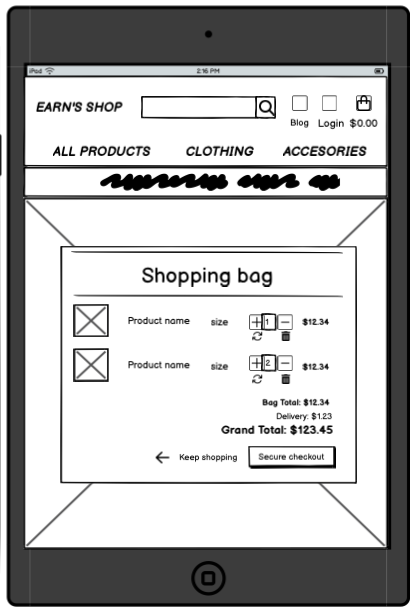 iPod 2:16 PM
EARN'S SHOP
Blog Login $0.00
ALL PRODUCTS CLOTHING ACCESORIES
Shopping bag
Product name size + 1 - $12.34
Product name size + 2 - $12.34
Bag Total: $12.34
Delivery: $1.23
Grand Total: $123.45
← Keep shopping Secure checkout